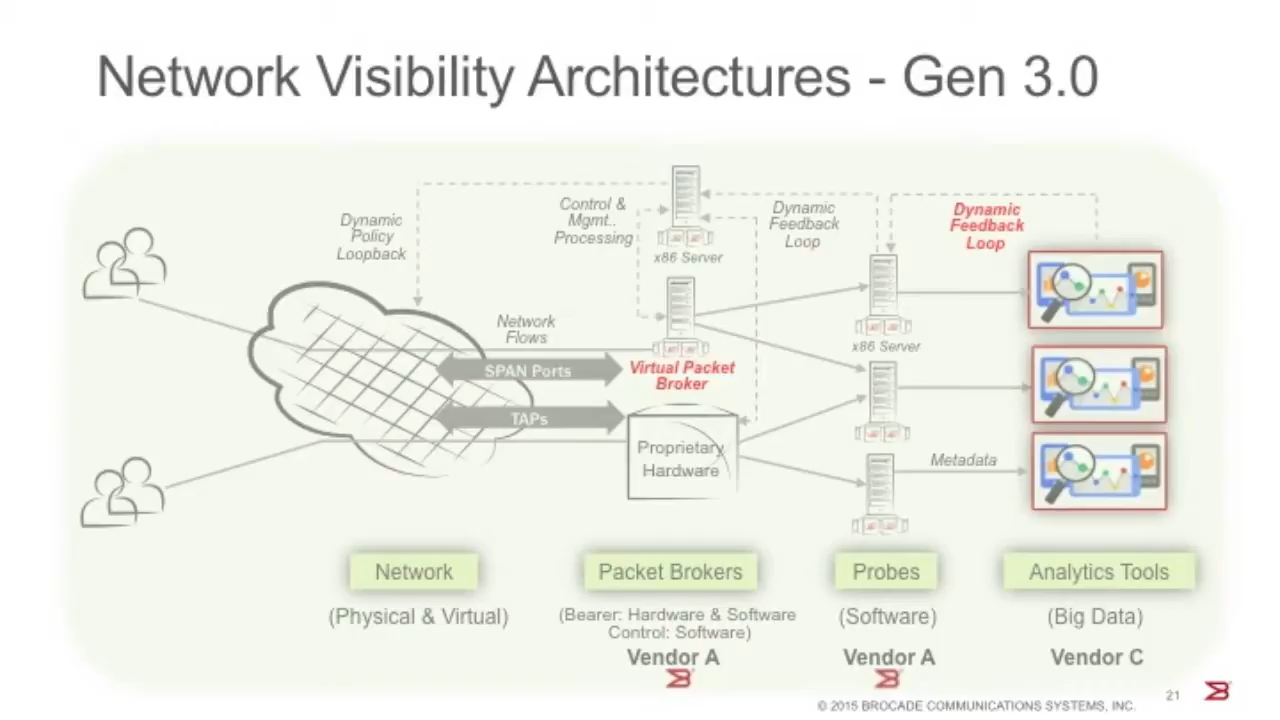 Network Visibility Architectures - Gen 3.0
Dynamic
Policy
Loopback
Control &
Mgmt..
Processing
x86 Server
Dynamic
Feedback
Loop
Dynamic
Feedback
Loop
Network
Flows
SPAN Ports
TAPs
Virtual Packet
Broker
x86 Server
Proprietary
Hardware
Metadata
Network
(Physical & Virtual)
Packet Brokers
(Bearer: Hardware & Software
Control: Software)
Vendor A
Probes
(Software)
Vendor A
Analytics Tools
(Big Data)
Vendor C
© 2015 BROCADE COMMUNICATIONS SYSTEMS, INC.
21